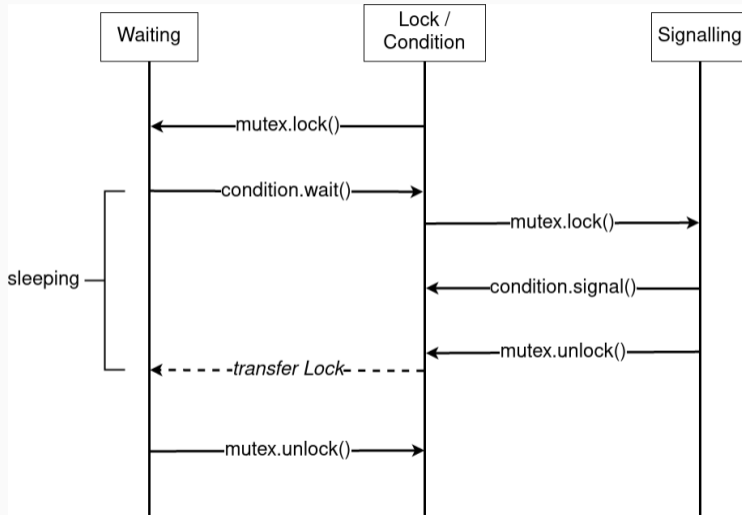 Waiting
Lock /
Condition
Signalling
mutex.lock()
condition.wait()
mutex.lock()
sleeping
condition.signal()
mutex.unlock()
transfer Lock
mutex.unlock()